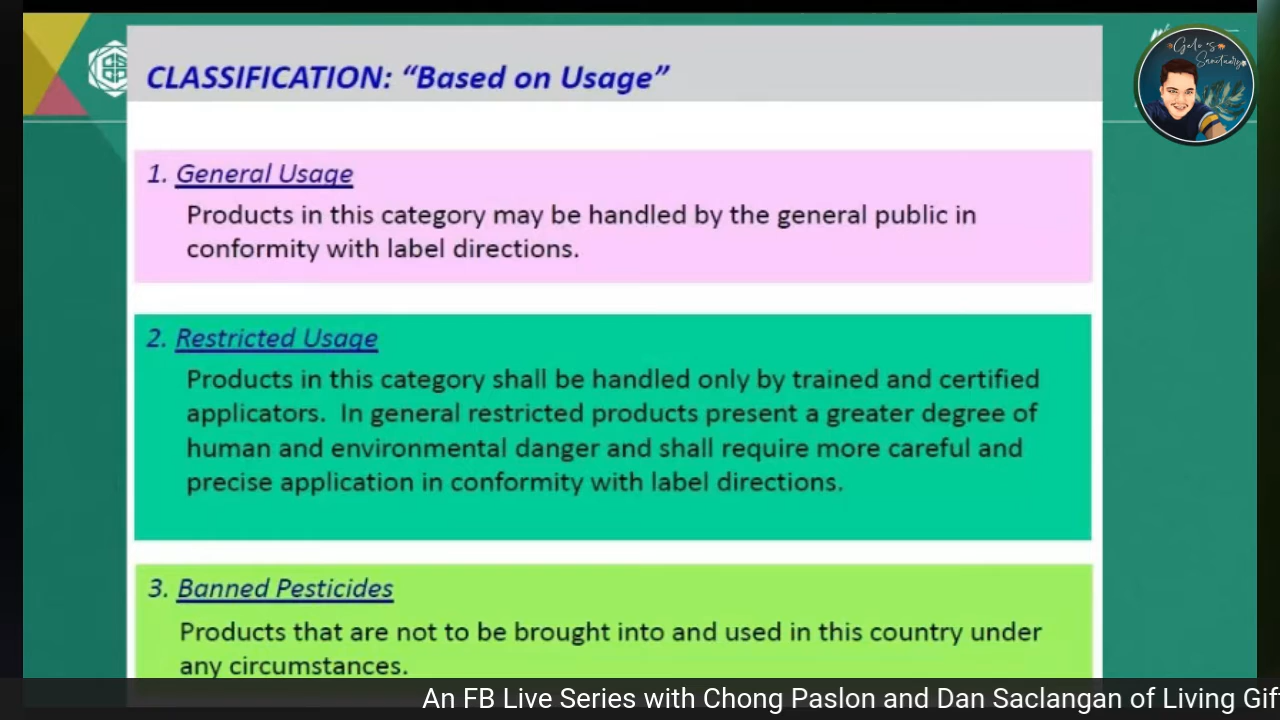 CLASSIFICATION: “Based on Usage”
Gelo's
Sanctuary
1. General Usage
Products in this category may be handled by the general public in
conformity with label directions.
2. Restricted Usage
Products in this category shall be handled only by trained and certified
applicators. In general restricted products present a greater degree of
human and environmental danger and shall require more careful and
precise application in conformity with label directions.
3. Banned Pesticides
Products that are not to be brought into and used in this country under
any circumstances.
An FB Live Series with Chong Paslon and Dan Saclangan of Living Gif